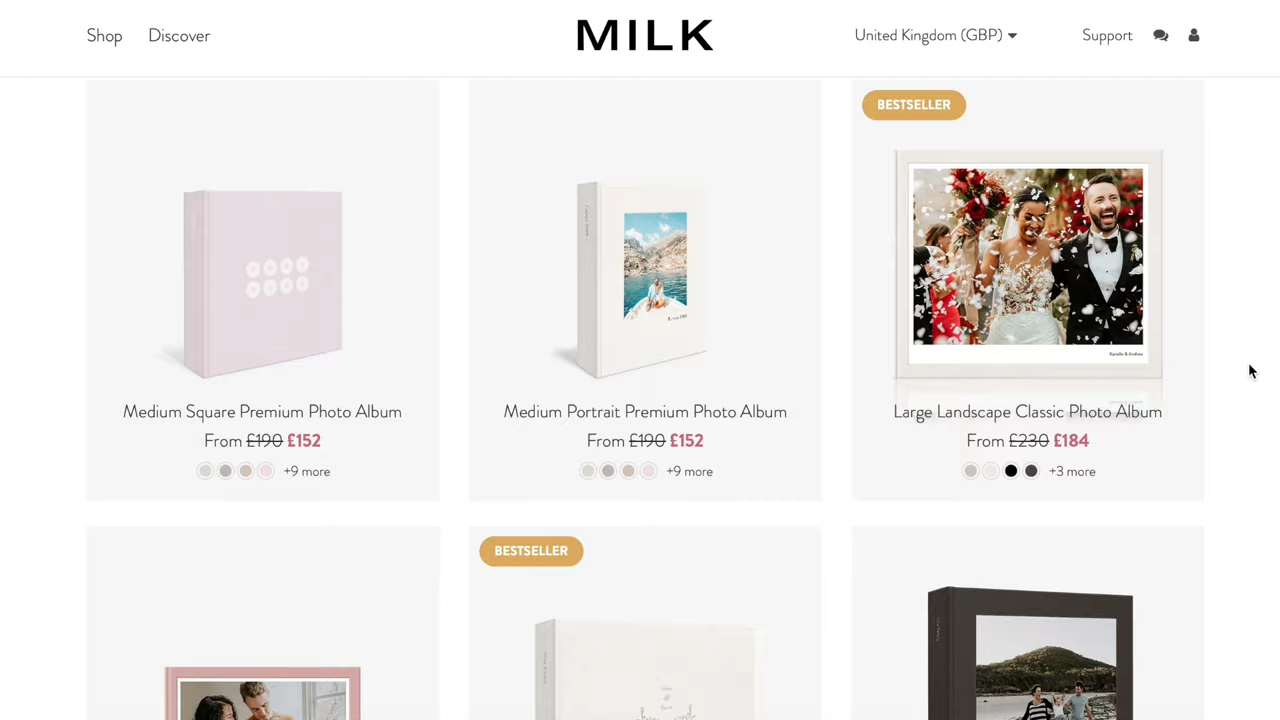 Shop
Discover
MILK
United Kingdom (GBP)
Support
BESTSELLER
Karielle & Andrew
Medium Square Premium Photo Album
From £190 £152
+9 more
Medium Portrait Premium Photo Album
From £190 £152
+9 more
Large Landscape Classic Photo Album
From £230 £184
+3 more
BESTSELLER